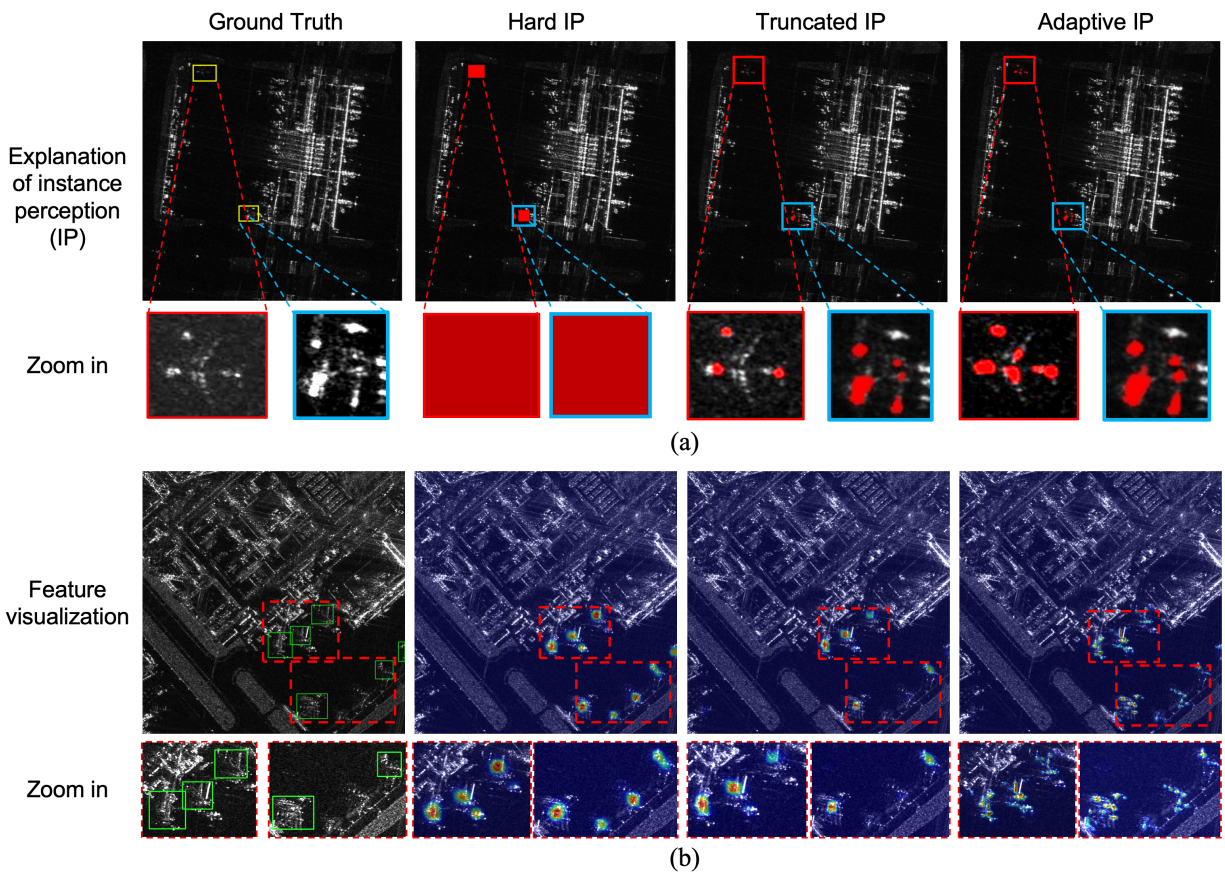 Ground Truth
Hard IP
Truncated IP
Adaptive IP
Explanation
of instance
perception
(IP)
Zoom in
(a)
Feature
visualization
Zoom in
(b)